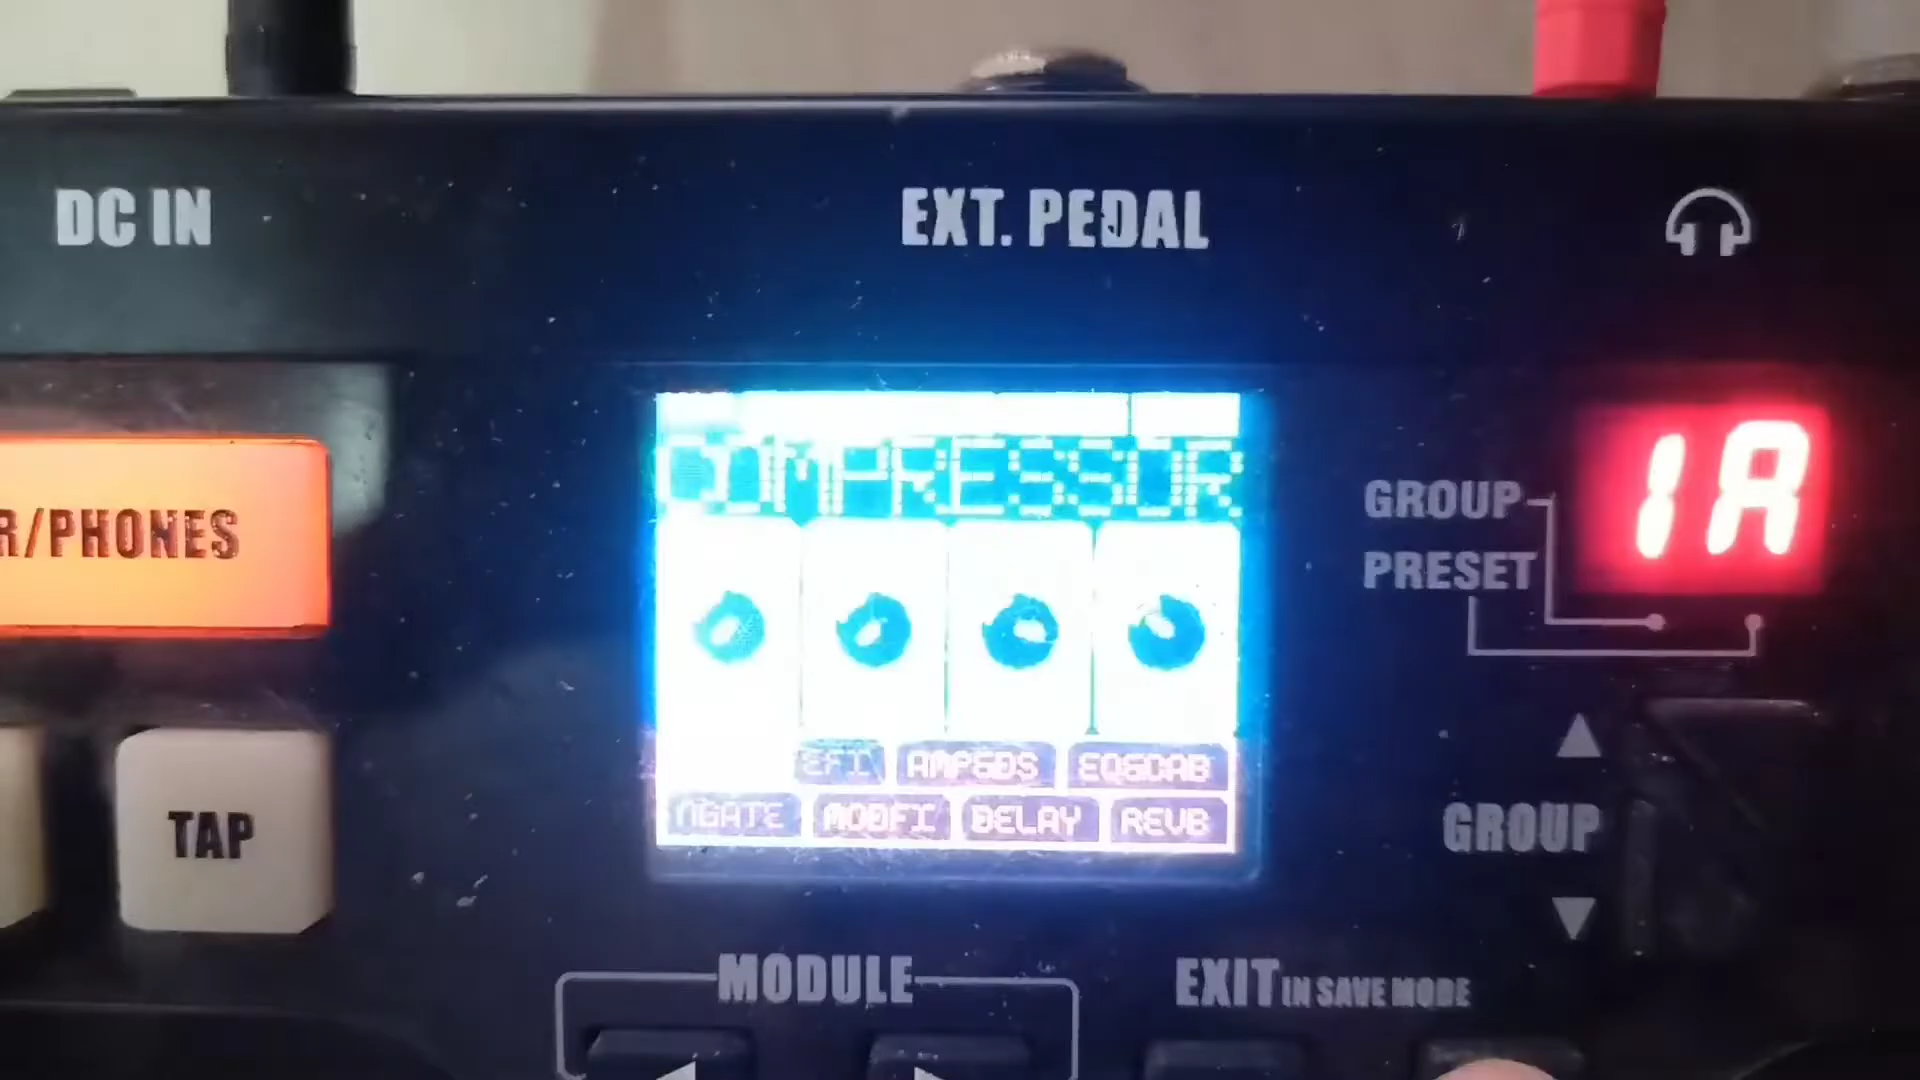 DC IN
EXT. PEDAL
COMPRESSOR
1A
R/PHONES
GROUP
PRESET
EFX AMP&DS EQ&CAB
NGATE MODFX DELAY REVB
TAP
GROUP
MODULE
EXIT IN SAVE MODE